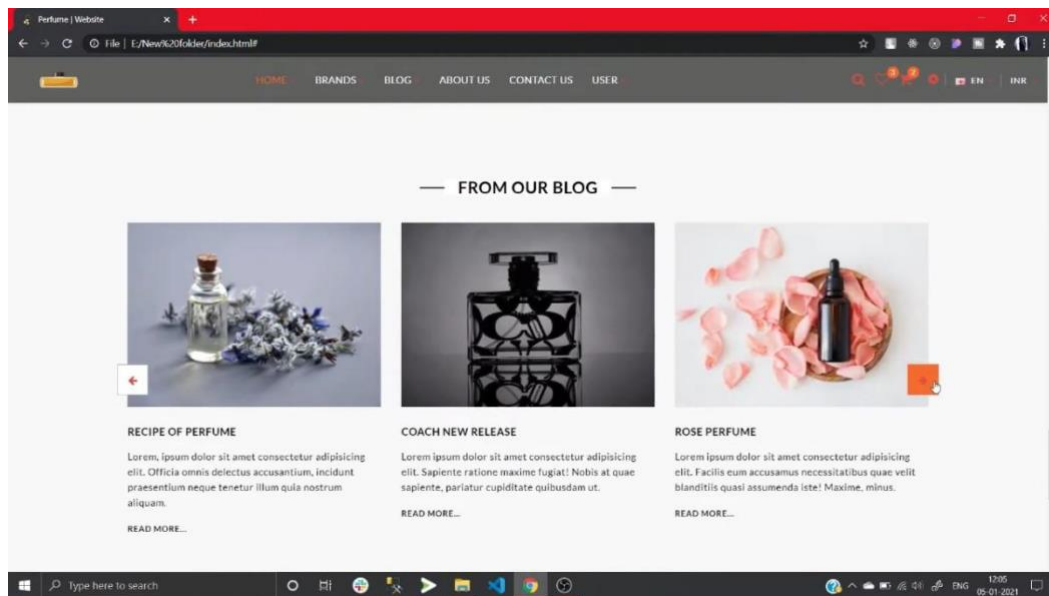 Perfume | Website
File | E:/New%20folder/index.html#
HOME BRANDS BLOG ABOUT US CONTACT US USER 3 2 EN INR
FROM OUR BLOG
RECIPE OF PERFUME
Lorem, ipsum dolor sit amet consectetur adipisicing
elit. Officia omnis delectus accusantium, incidunt
praesentium neque tenetur illum quia nostrum
aliquam.
READ MORE...
COACH NEW RELEASE
Lorem ipsum dolor sit amet consectetur adipisicing
elit. Sapiente ratione maxime fugiat! Nobis at quae
sapiente, pariatur cupiditate quibusdam ut.
READ MORE...
ROSE PERFUME
Lorem ipsum dolor sit amet consectetur adipisicing
elit. Facilis eum accusamus necessitatibus quae velit
blanditiis quasi assumenda iste! Maxime, minus.
READ MORE...
Type here to search
ENG
12:05
05-01-2021